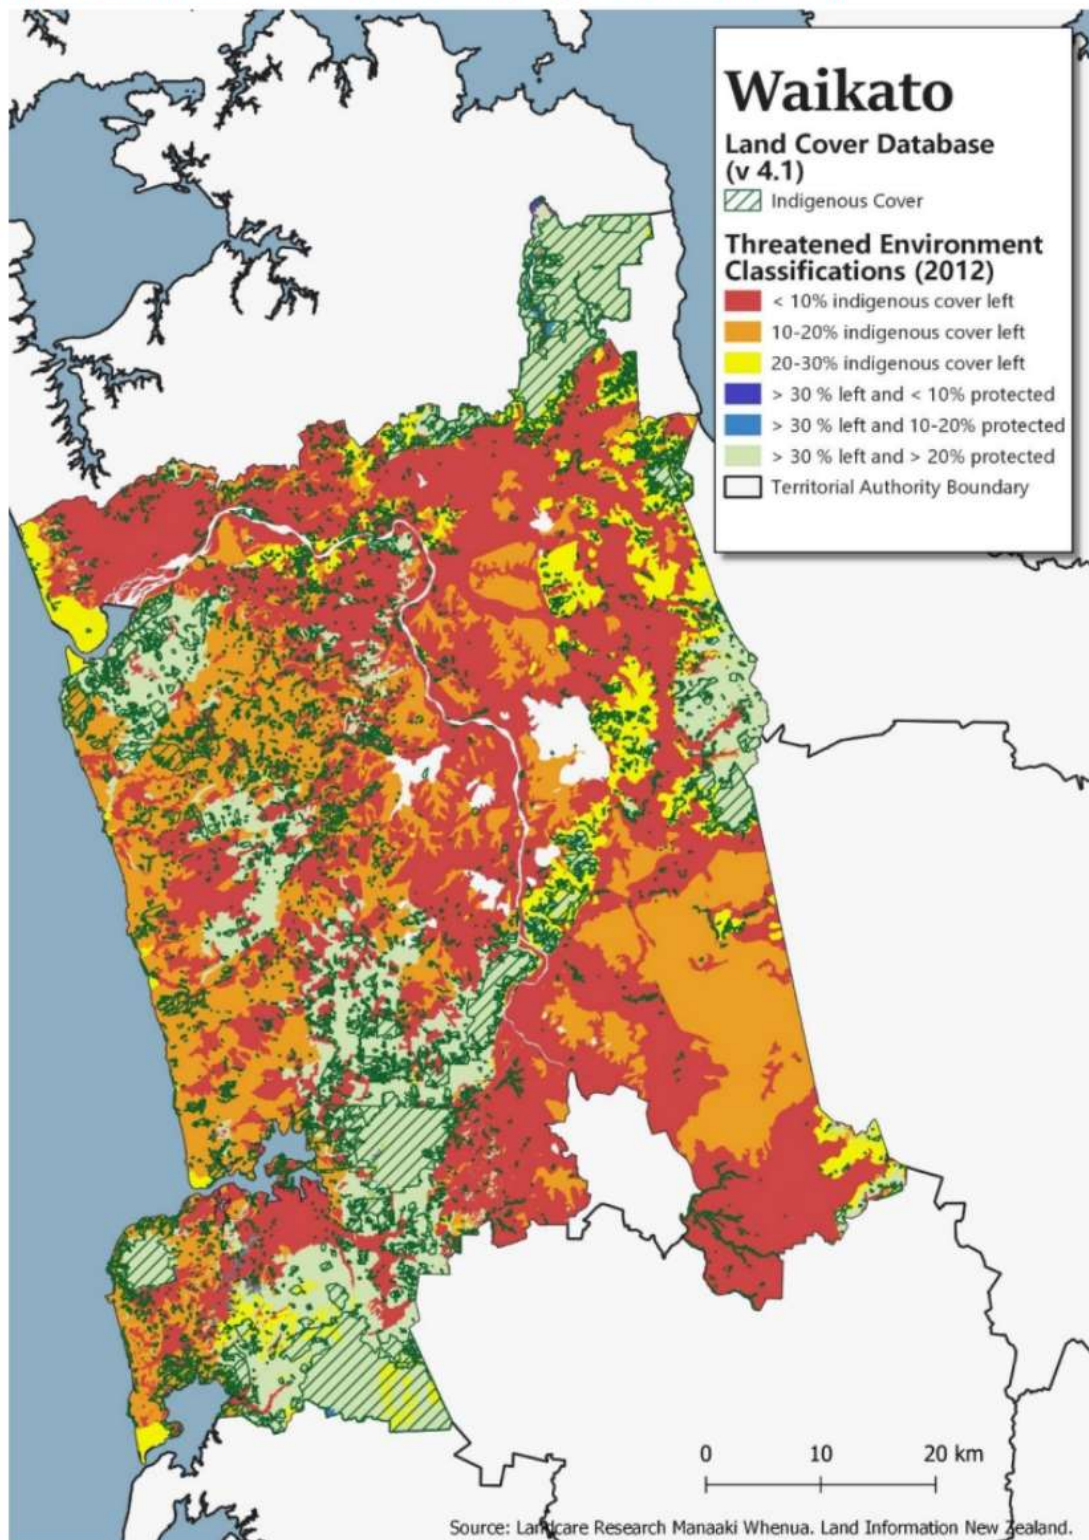 Waikato
Land Cover Database
(v 4.1)
Indigenous Cover
Threatened Environment
Classifications (2012)
< 10% indigenous cover left
10-20% indigenous cover left
20-30% indigenous cover left
> 30 % left and < 10% protected
> 30 % left and 10-20% protected
> 30 % left and > 20% protected
Territorial Authority Boundary
0 10 20 km
Source: Landcare Research Manaaki Whenua. Land Information New Zealand.